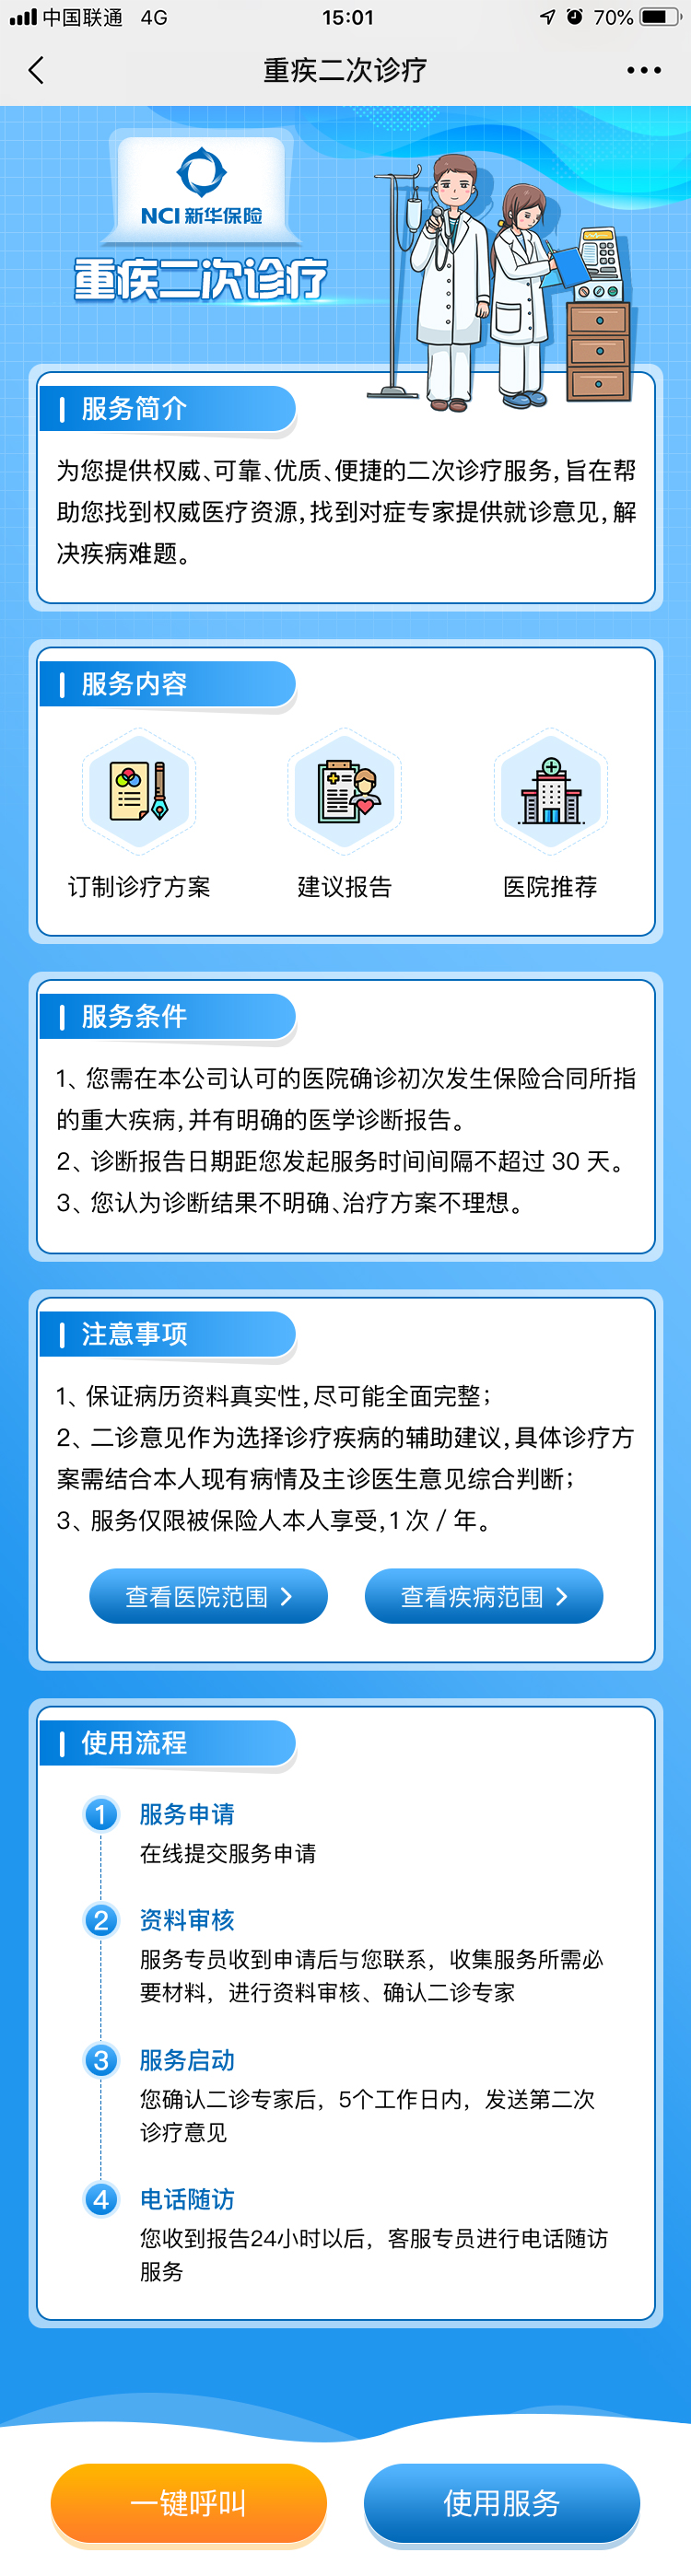 中国联通 4G 15:01 70%
重疾二次诊疗
NCI 新华保险
重疾二次诊疗
服务简介
为您提供权威、可靠、优质、便捷的二次诊疗服务,旨在帮
助您找到权威医疗资源,找到对症专家提供就诊意见,解
决疾病难题。
服务内容
订制诊疗方案 建议报告 医院推荐
服务条件
1、您需在本公司认可的医院确诊初次发生保险合同所指
的重大疾病,并有明确的医学诊断报告。
2、诊断报告日期距您发起服务时间间隔不超过 30 天。
3、您认为诊断结果不明确、治疗方案不理想。
注意事项
1、保证病历资料真实性,尽可能全面完整;
2、二诊意见作为选择诊疗疾病的辅助建议,具体诊疗方
案需结合本人现有病情及主诊医生意见综合判断;
3、服务仅限被保险人本人享受,1 次 / 年。
查看医院范围 查看疾病范围
使用流程
1 服务申请
在线提交服务申请
2 资料审核
服务专员收到申请后与您联系，收集服务所需必
要材料，进行资料审核、确认二诊专家
3 服务启动
您确认二诊专家后，5个工作日内，发送第二次
诊疗意见
4 电话随访
您收到报告24小时以后，客服专员进行电话随访
服务
一键呼叫 使用服务